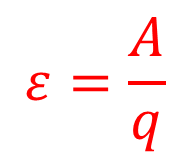 ε = A/q